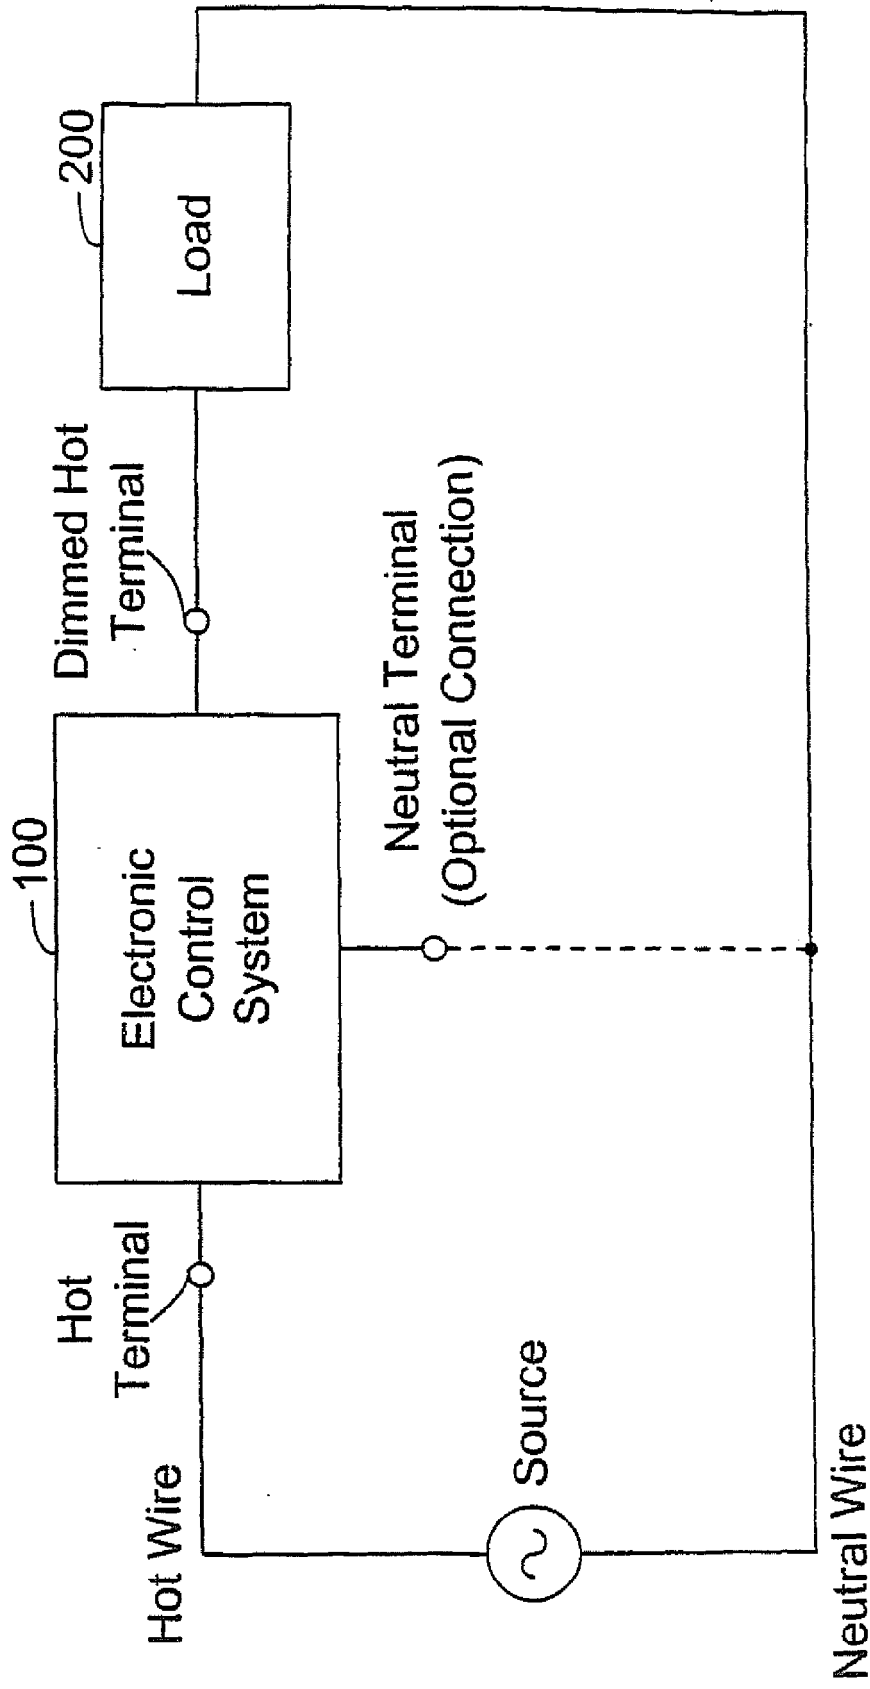 100
Electronic
Control
System
200
Load
Hot
Terminal
Dimmed Hot
Terminal
Neutral Terminal
(Optional Connection)
Hot Wire
Source
Neutral Wire